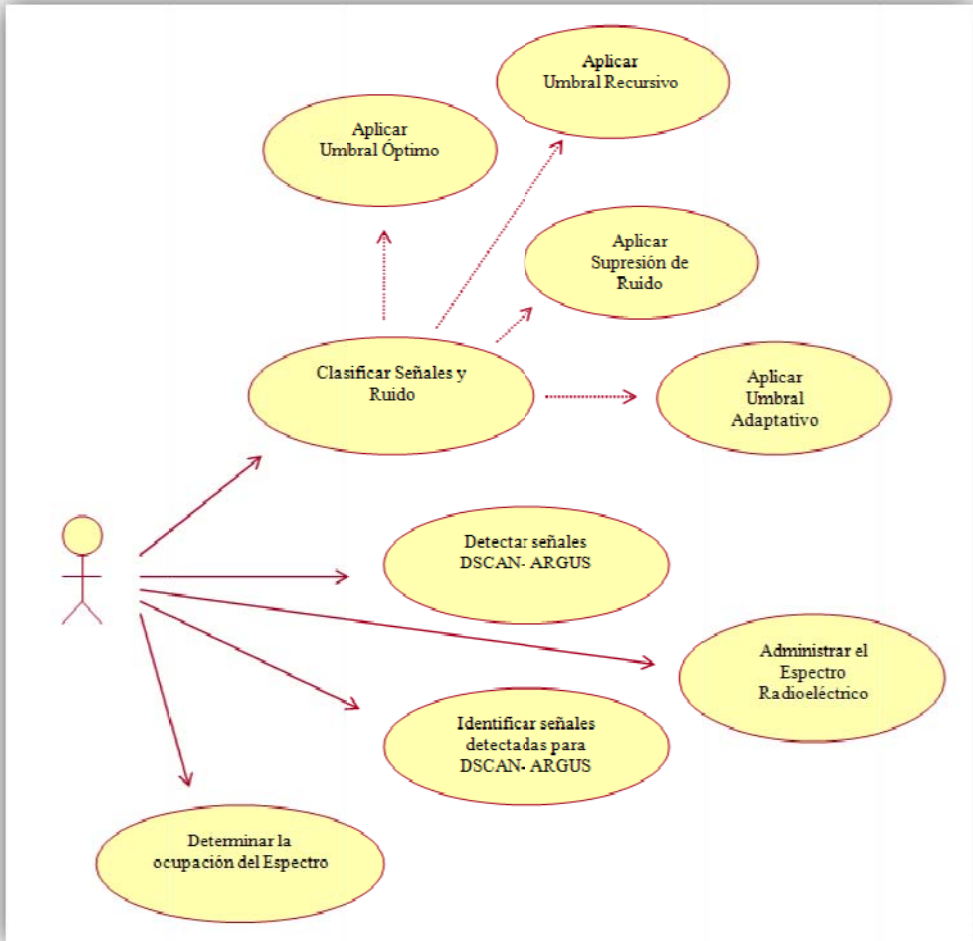 Aplicar
Umbral Recursivo
Aplicar
Umbral Óptimo
Aplicar
Supresión de
Ruido
Clasificar Señales y
Ruido
Aplicar
Umbral
Adaptativo
Detectar señales
DSCAN- ARGUS
Administrar el
Espectro
Radioeléctrico
Identificar señales
detectadas para
DSCAN- ARGUS
Determinar la
ocupación del Espectro